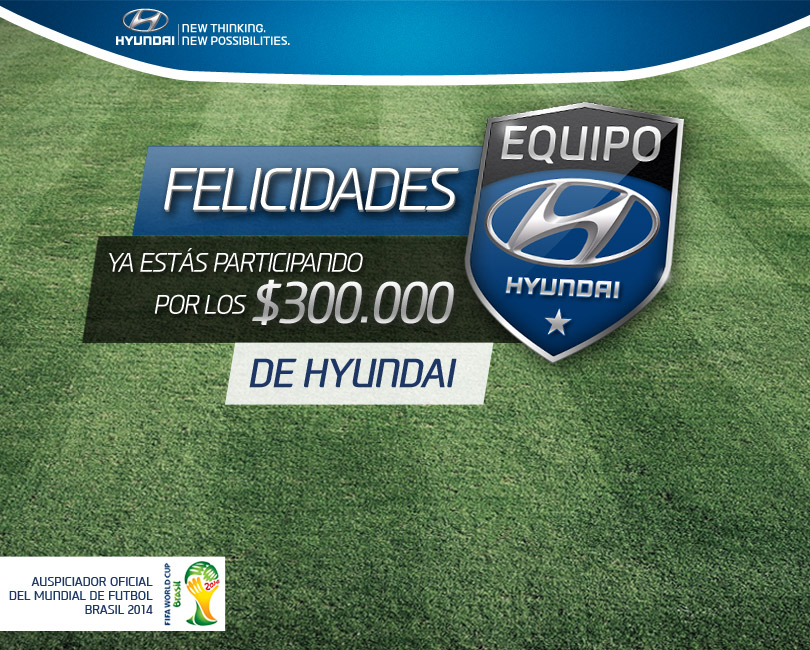 HYUNDAI
NEW THINKING.
NEW POSSIBILITIES.
EQUIPO
HYUNDAI
FELICIDADES
YA ESTÁS PARTICIPANDO
POR LOS $300.000
DE HYUNDAI
AUSPICIADOR OFICIAL
DEL MUNDIAL DE FUTBOL
BRASIL 2014
FIFA WORLD CUP
Brasil
2014